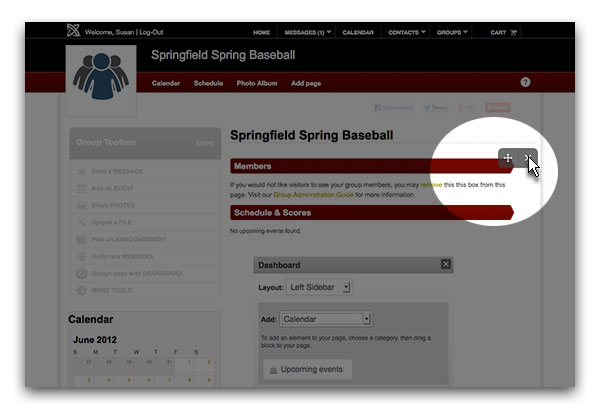 Welcome, Susan | Log-Out
HOME MESSAGES (1) CALENDAR CONTACTS GROUPS CART
Springfield Spring Baseball
Calendar Schedule Photo Album Add page ?
Recommend Tweet +1 Share
Group Toolbox
Springfield Spring Baseball
Members
If you would not like visitors to see your group members, you may remove this this box from this
page. Visit our Group Administration Guide for more information.
Schedule & Scores
No upcoming events found.
Send a MESSAGE
Add an EVENT
Share PHOTOS
Upload a FILE
Post an ANNOUNCEMENT
Invite new MEMBERS
Design page with DASHBOARD
MORE TOOLS
Dashboard
Layout: Left Sidebar
Add: Calendar
To add an element to your page, choose a category, then drag a
block to your page.
Upcoming events
Calendar
June 2012
S M T W T F S
27 28 29 30 31 1 2
3 4 5 6 7 8 9